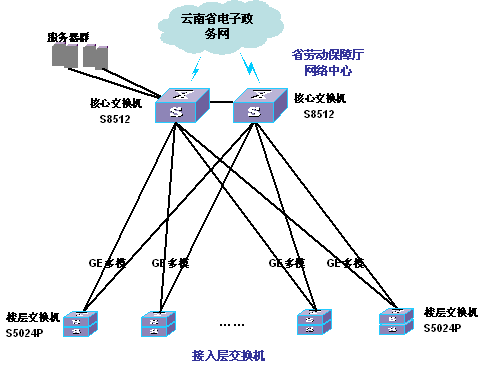 云南省电子政
务网
服务器群
省劳动保障厅
网络中心
核心交换机
S8512
核心交换机
S8512
GE多模
GE多模
GE多模
GE多模
楼层交换机
S5024P
……
楼层交换机
S5024P
接入层交换机